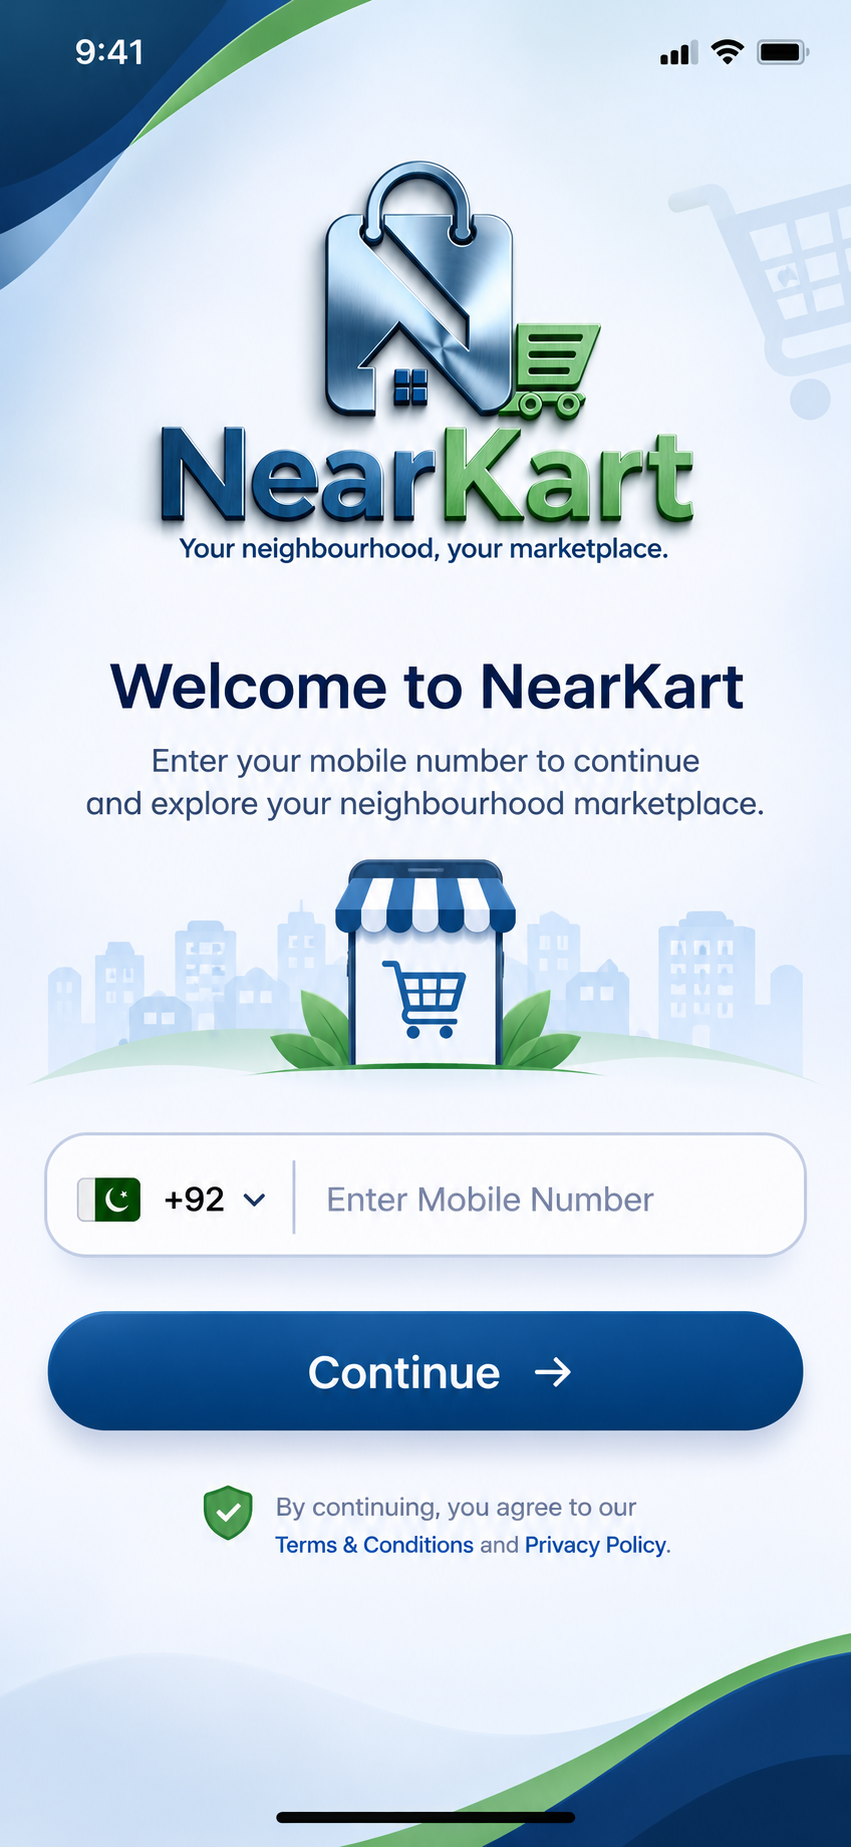 9:41
NearKart
Your neighbourhood, your marketplace.
Welcome to NearKart
Enter your mobile number to continue
and explore your neighbourhood marketplace.
+92
Enter Mobile Number
Continue
By continuing, you agree to our
Terms & Conditions and Privacy Policy.